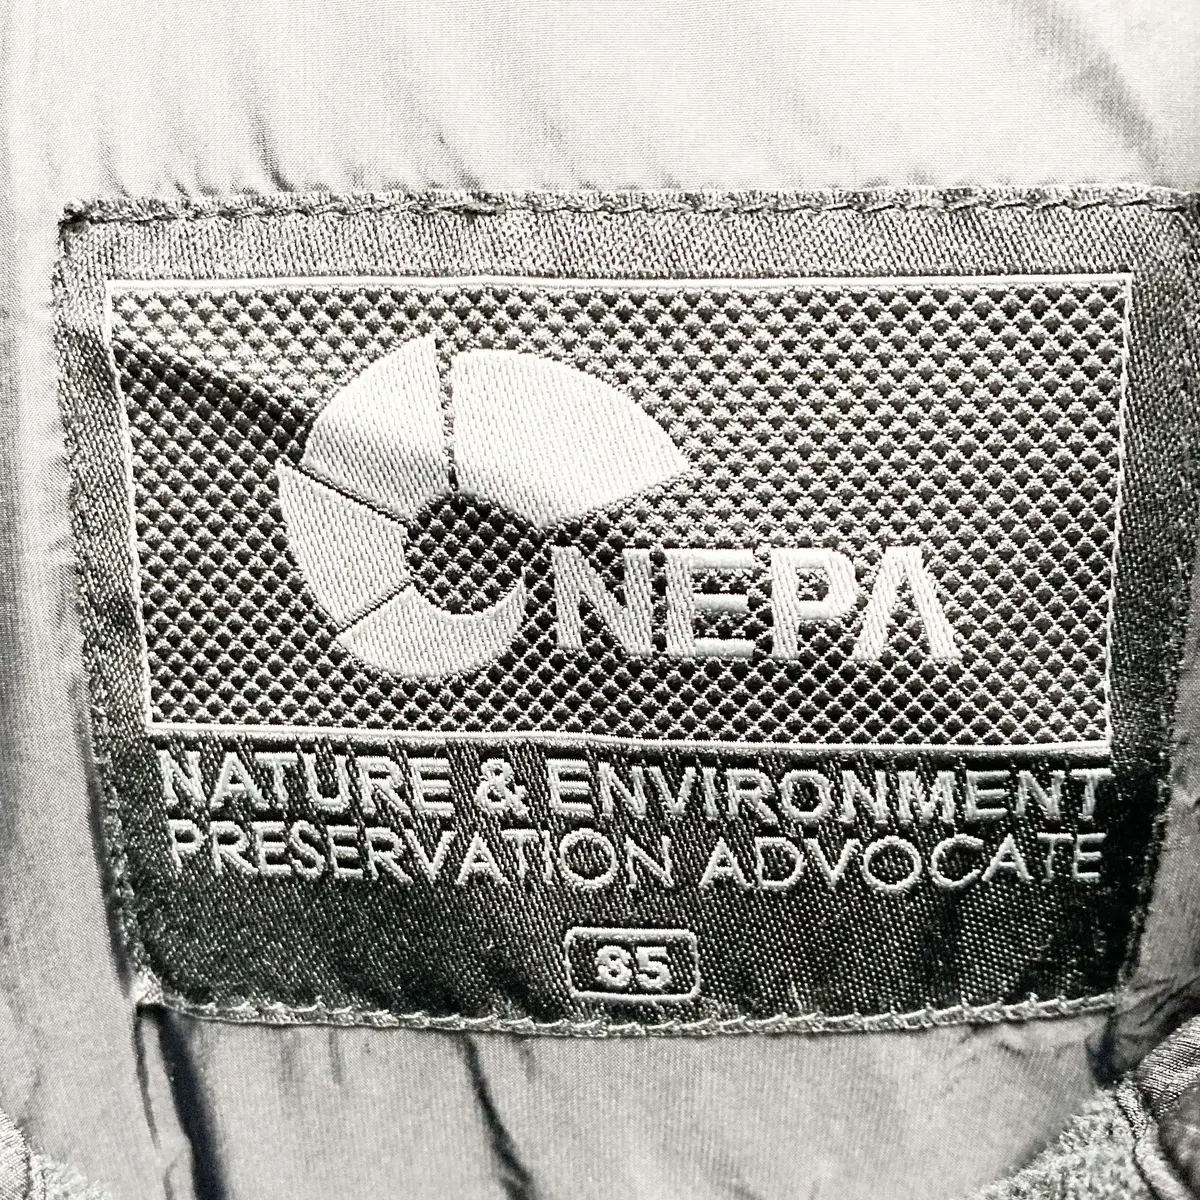 NEPA
NATURE & ENVIRONMENT
PRESERVATION ADVOCATE
85